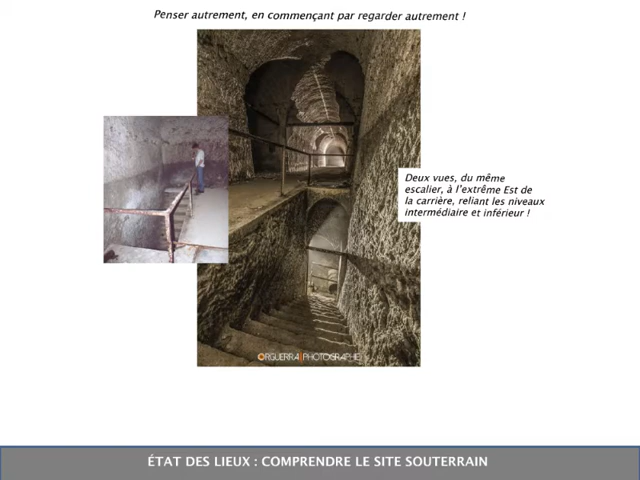 Penser autrement, en commençant par regarder autrement !
Deux vues, du même
escalier, à l'extrême Est de
la carrière, reliant les niveaux
intermédiaire et inférieur !
ORGUERRA|PHOTOGRAPHIE|
ÉTAT DES LIEUX : COMPRENDRE LE SITE SOUTERRAIN